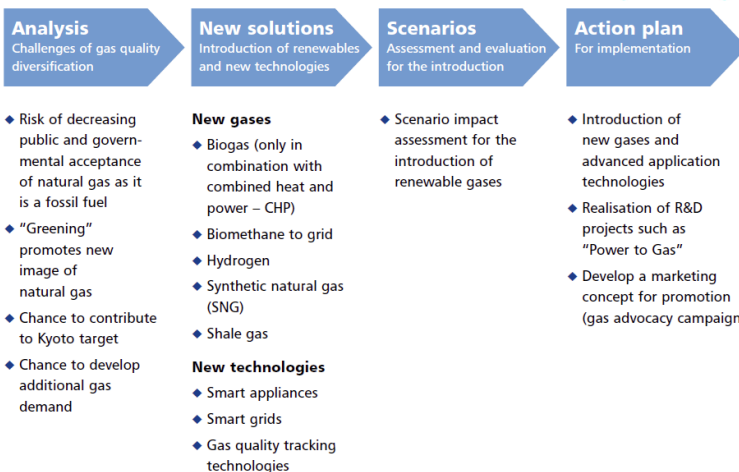 Analysis
Challenges of gas quality
diversification
◆ Risk of decreasing
public and govern-
mental acceptance
of natural gas as it
is a fossil fuel
◆ “Greening”
promotes new
image of
natural gas
◆ Chance to contribute
to Kyoto target
◆ Chance to develop
additional gas
demand
New solutions
Introduction of renewables
and new technologies
New gases
◆ Biogas (only in
combination with
combined heat and
power – CHP)
◆ Biomethane to grid
◆ Hydrogen
◆ Synthetic natural gas
(SNG)
◆ Shale gas
New technologies
◆ Smart appliances
◆ Smart grids
◆ Gas quality tracking
technologies
Scenarios
Assessment and evaluation
for the introduction
◆ Scenario impact
assessment for the
introduction of
renewable gases
Action plan
For implementation
◆ Introduction of
new gases and
advanced application
technologies
◆ Realisation of R&D
projects such as
“Power to Gas”
◆ Develop a marketing
concept for promotion
(gas advocacy campaign